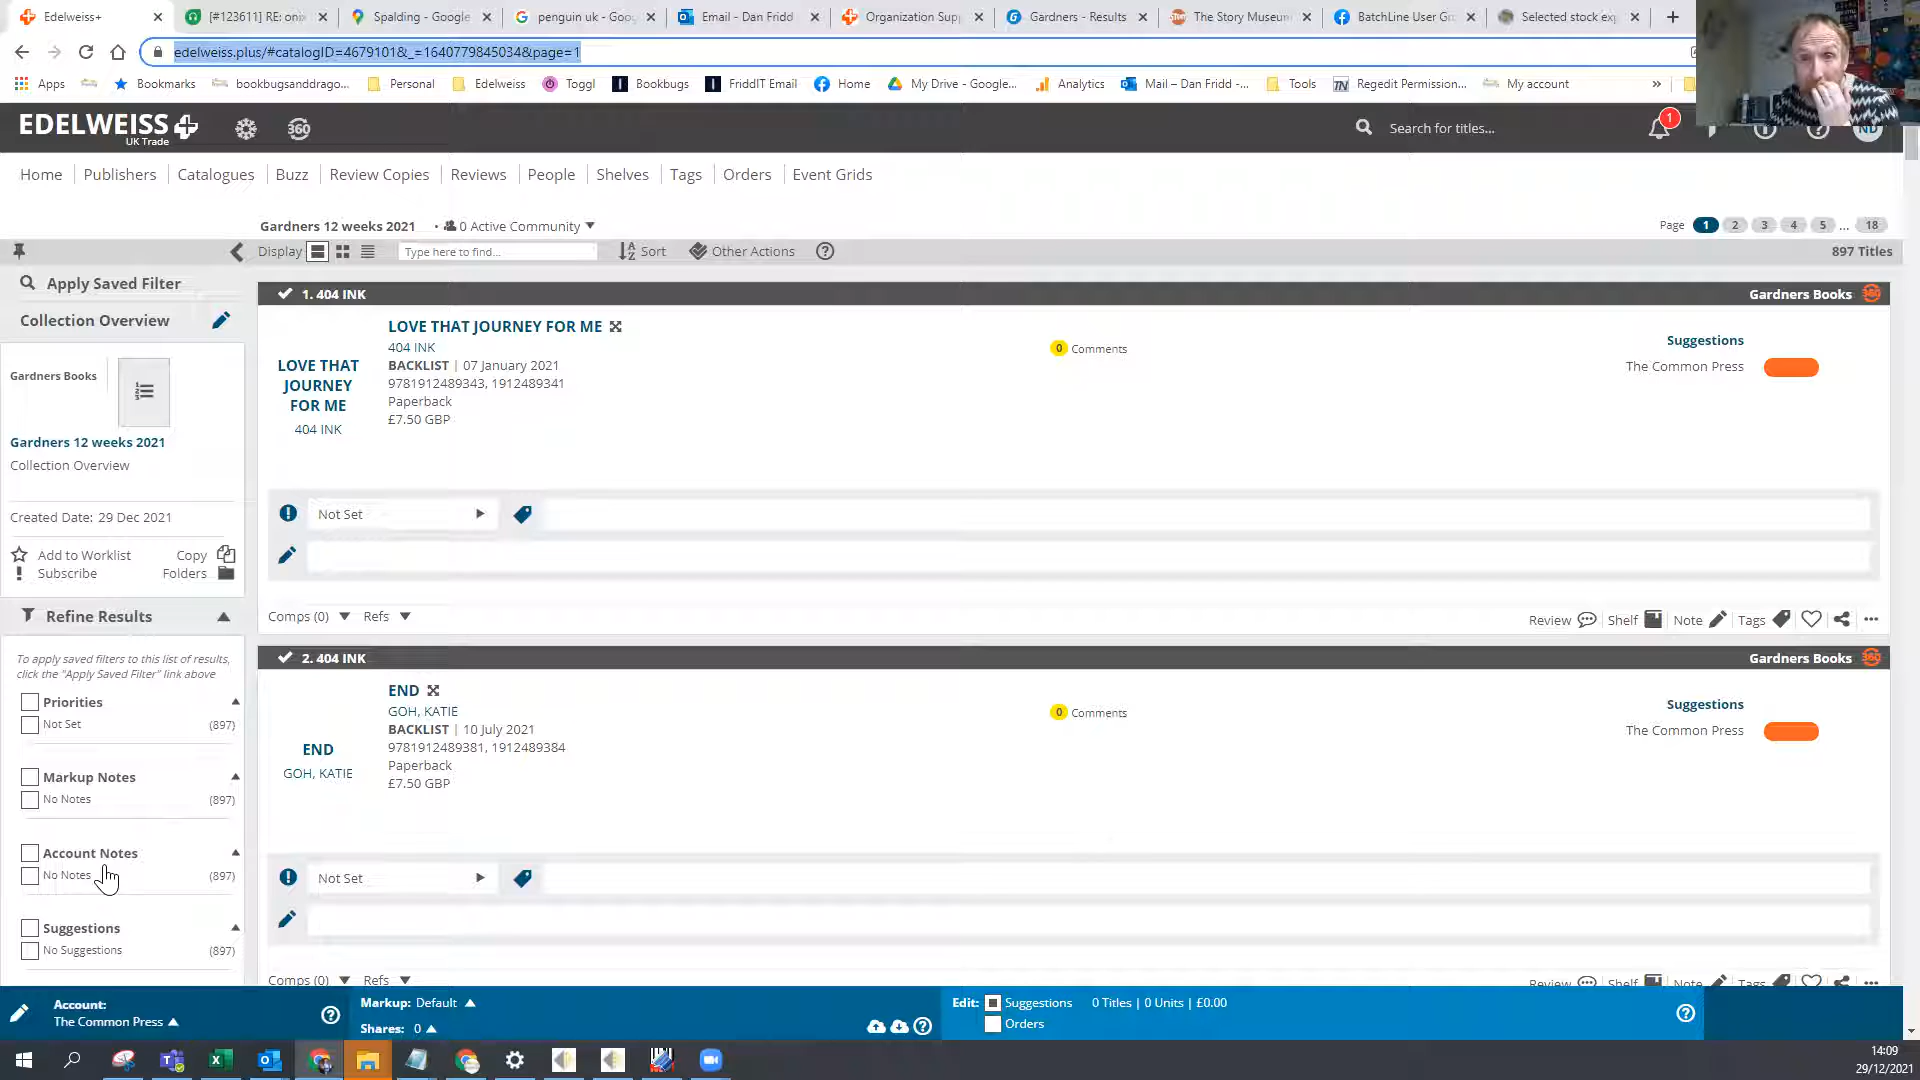 Edelweiss+
[#123611] RE: onix
Spalding - Google
penguin uk - Goog
Email - Dan Fridd
Organization Sup
Gardners - Results
The Story Museum
BatchLine User Gr
Selected stock ex
edelweiss.plus/#catalogID=4679101&_=1640779845034&page=1
Apps
Bookmarks
bookbugsanddrago...
Personal
Edelweiss
Toggl
Bookbugs
FriddIT Email
Home
My Drive - Google...
Analytics
Mail – Dan Fridd -...
Tools
Regedit Permission...
My account
»
EDELWEISS
UK Trade
360
Search for titles...
1
ND
Home
Publishers
Catalogues
Buzz
Review Copies
Reviews
People
Shelves
Tags
Orders
Event Grids
Gardners 12 weeks 2021 • 0 Active Community
Page 1 2 3 4 5 ... 18
Display
Type here to find...
Sort
Other Actions
897 Titles
Apply Saved Filter
Collection Overview
Gardners Books
Gardners 12 weeks 2021
Collection Overview
Created Date: 29 Dec 2021
Add to Worklist
Copy
Subscribe
Folders
Refine Results
To apply saved filters to this list of results,
click the "Apply Saved Filter" link above
Priorities
Not Set (897)
Markup Notes
No Notes (897)
Account Notes
No Notes (897)
Suggestions
No Suggestions (897)
1. 404 INK
Gardners Books 360
LOVE THAT
JOURNEY
FOR ME
404 INK
LOVE THAT JOURNEY FOR ME
404 INK
BACKLIST | 07 January 2021
9781912489343, 1912489341
Paperback
£7.50 GBP
0 Comments
Suggestions
The Common Press
Not Set
Comps (0)
Refs
Review
Shelf
Note
Tags
2. 404 INK
Gardners Books 360
END
GOH, KATIE
END
GOH, KATIE
BACKLIST | 10 July 2021
9781912489381, 1912489384
Paperback
£7.50 GBP
0 Comments
Suggestions
The Common Press
Not Set
Comps (0)
Refs
Review
Shelf
Note
Tags
Account:
The Common Press
Markup: Default
Shares: 0
Edit: Suggestions 0 Titles | 0 Units | £0.00
Orders
14:09
29/12/2021